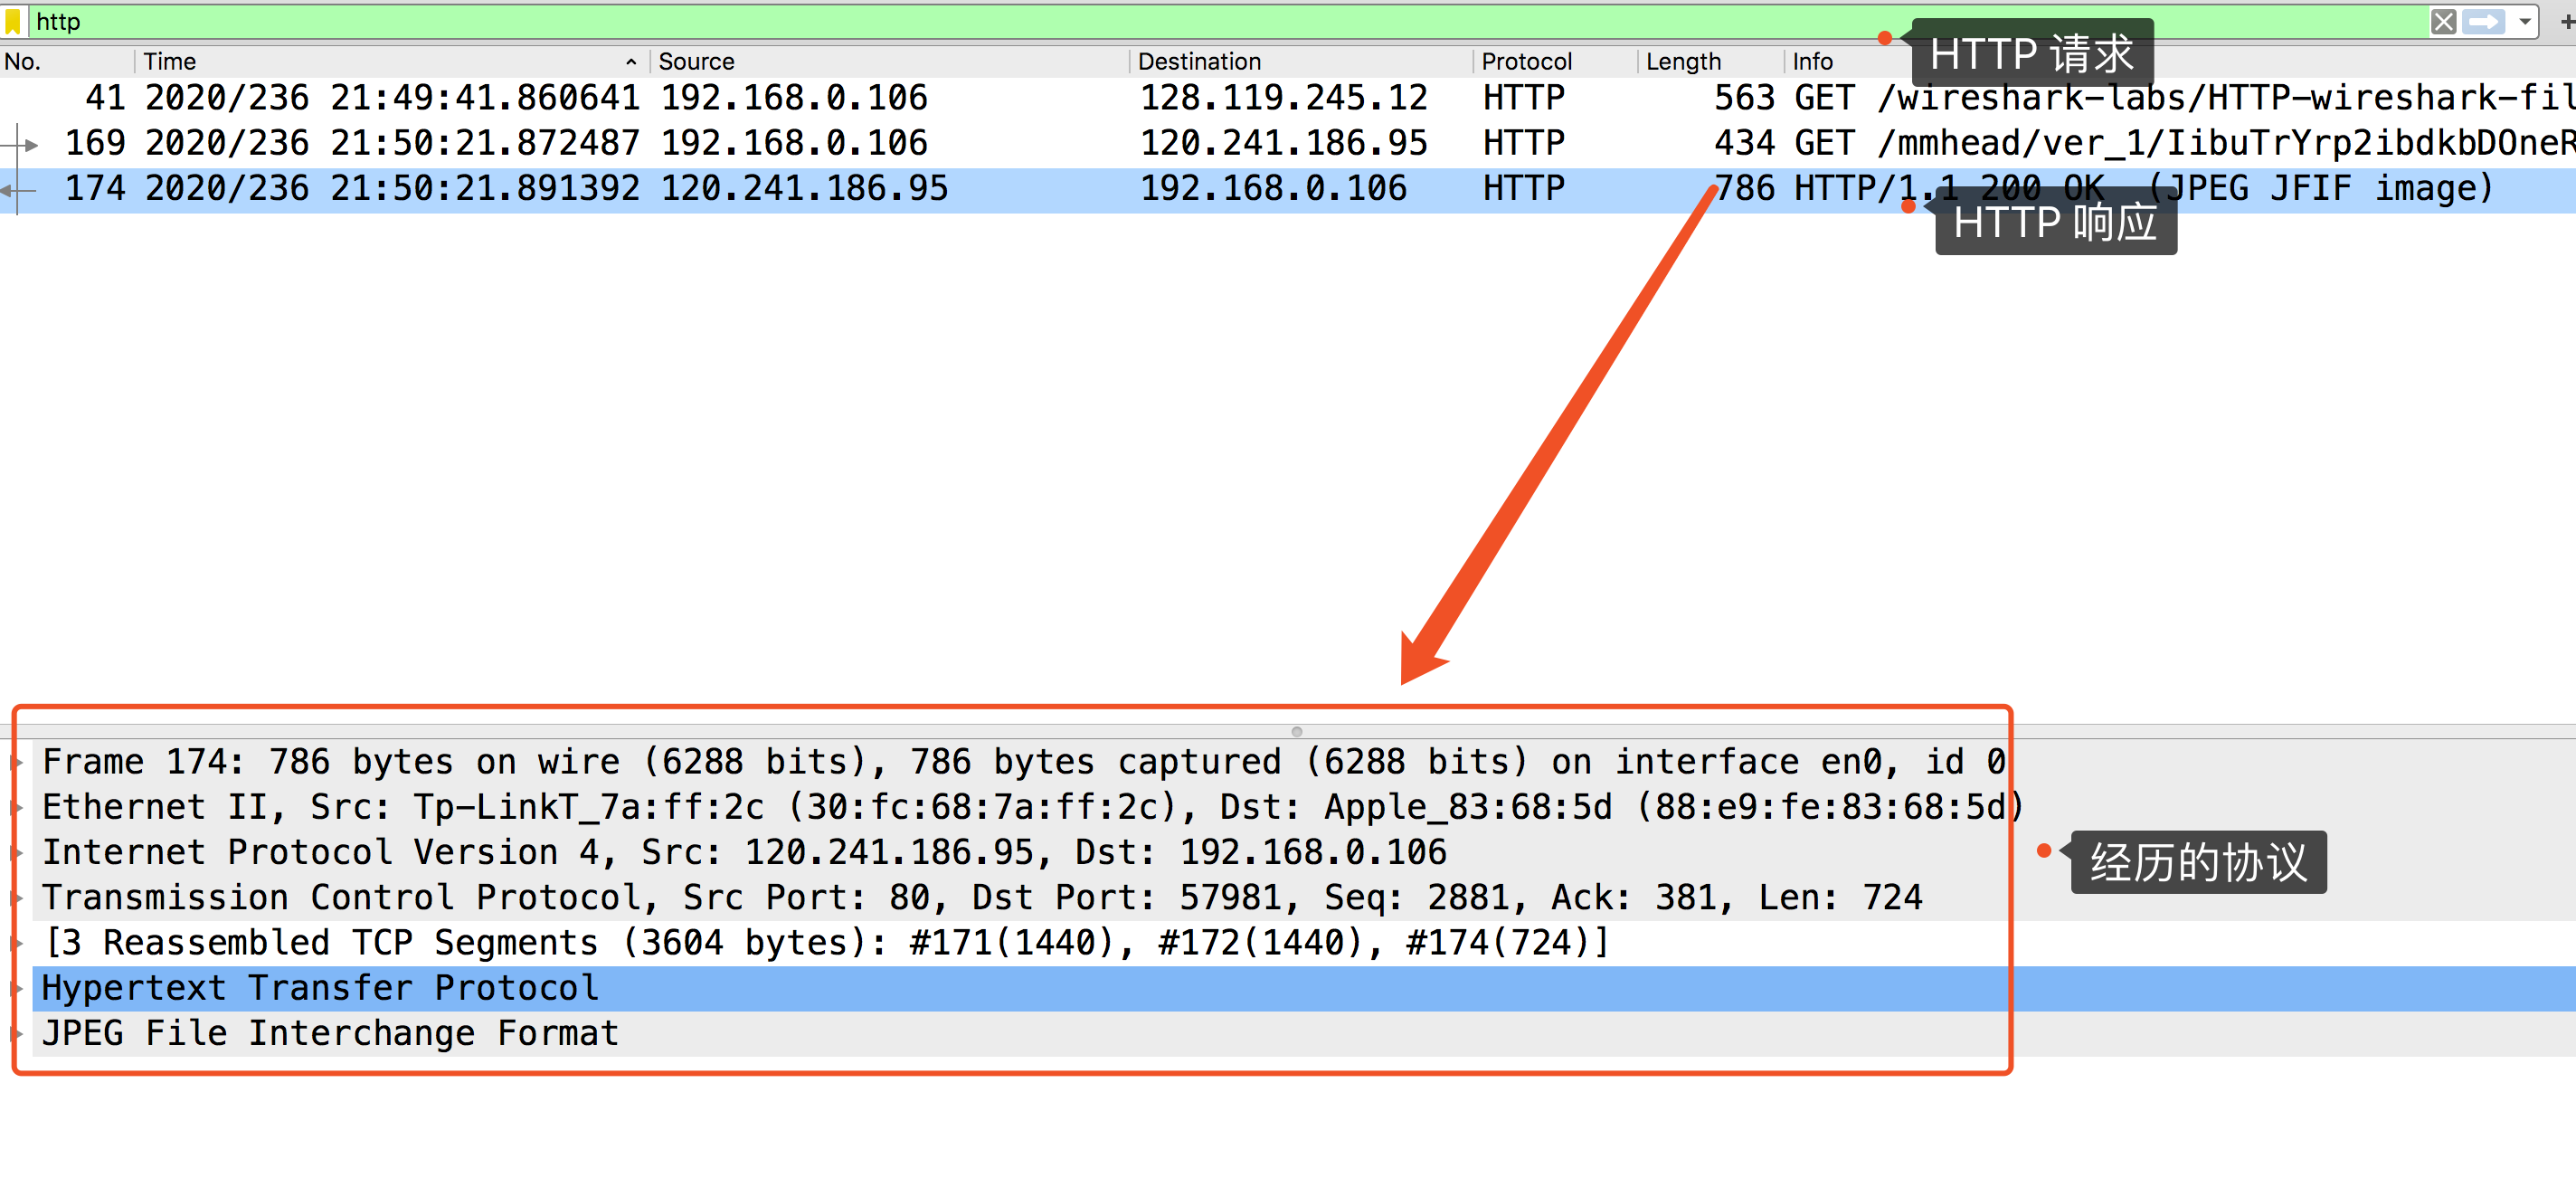 http
HTTP 请求
No. Time Source Destination Protocol Length Info
41 2020/236 21:49:41.860641 192.168.0.106 128.119.245.12 HTTP 563 GET /wireshark-labs/HTTP-wireshark-fil
169 2020/236 21:50:21.872487 192.168.0.106 120.241.186.95 HTTP 434 GET /mmhead/ver_1/IibuTrYrp2ibdkbDOneR
174 2020/236 21:50:21.891392 120.241.186.95 192.168.0.106 HTTP 786 HTTP/1.1 200 OK (JPEG JFIF image)
HTTP 响应
Frame 174: 786 bytes on wire (6288 bits), 786 bytes captured (6288 bits) on interface en0, id 0
Ethernet II, Src: Tp-LinkT_7a:ff:2c (30:fc:68:7a:ff:2c), Dst: Apple_83:68:5d (88:e9:fe:83:68:5d)
Internet Protocol Version 4, Src: 120.241.186.95, Dst: 192.168.0.106
经历的协议
Transmission Control Protocol, Src Port: 80, Dst Port: 57981, Seq: 2881, Ack: 381, Len: 724
[3 Reassembled TCP Segments (3604 bytes): #171(1440), #172(1440), #174(724)]
Hypertext Transfer Protocol
JPEG File Interchange Format